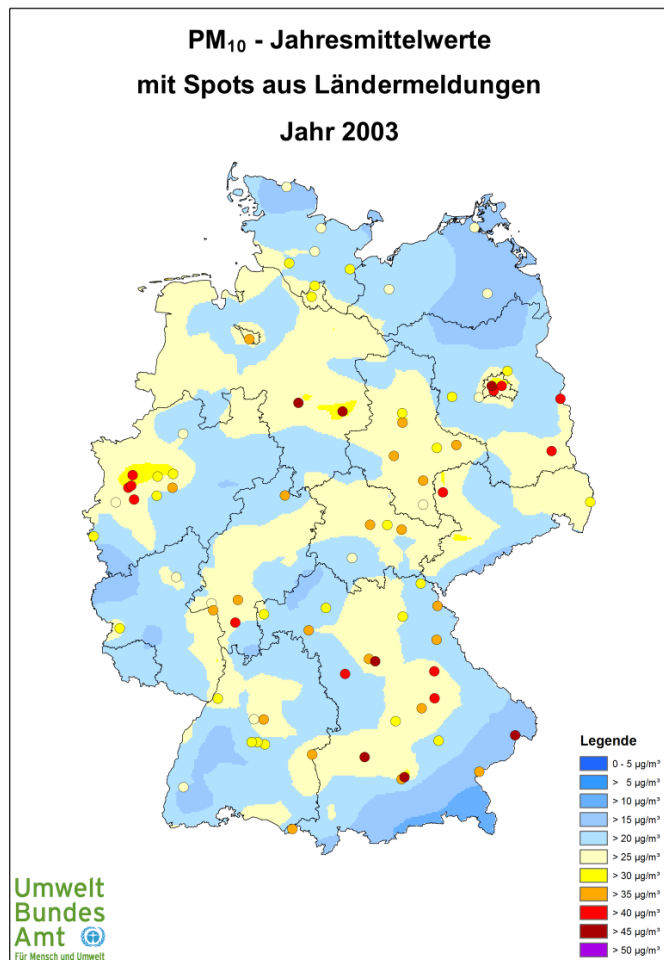 PM₁₀ - Jahresmittelwerte
mit Spots aus Ländermeldungen
Jahr 2003
Legende
0 - 5 µg/m³
> 5 µg/m³
> 10 µg/m³
> 15 µg/m³
> 20 µg/m³
> 25 µg/m³
> 30 µg/m³
> 35 µg/m³
> 40 µg/m³
> 45 µg/m³
> 50 µg/m³
Umwelt
Bundes
Amt
Für Mensch und Umwelt